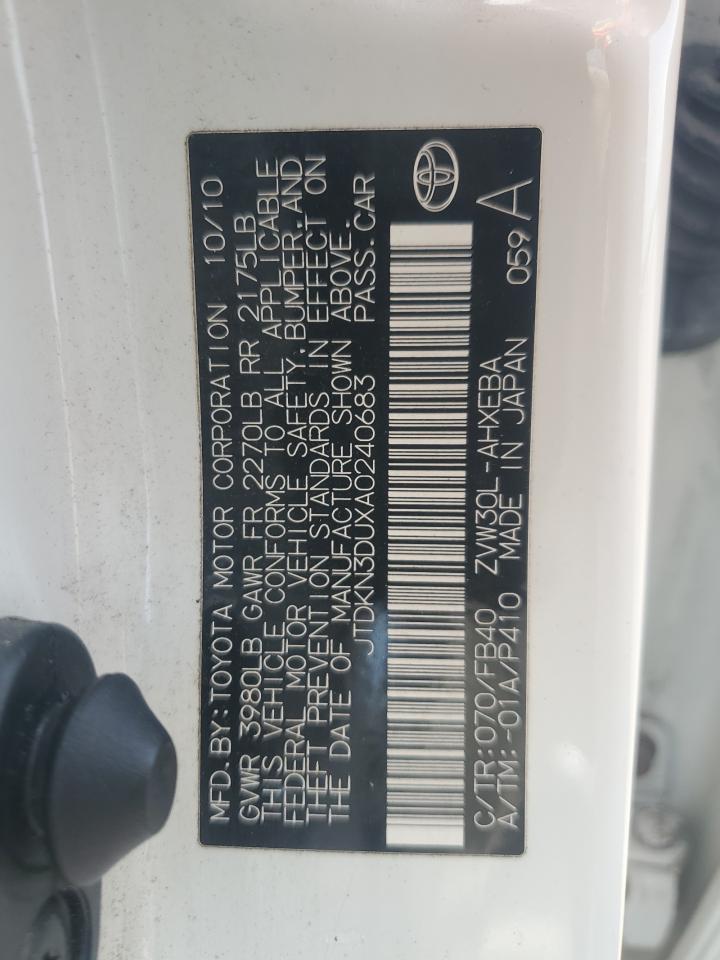 MFD. BY: TOYOTA MOTOR CORPORATION 10/10
GVWR 3980LB GAWR FR 2270LB RR 2175LB
THIS VEHICLE CONFORMS TO ALL APPLICABLE
FEDERAL MOTOR VEHICLE SAFETY, BUMPER, AND
THEFT PREVENTION STANDARDS IN EFFECT ON
THE DATE OF MANUFACTURE SHOWN ABOVE.
JTDKN3DUXA0240683 PASS. CAR
C/TR: 070/FB40 ZVW30L-AHXEBA 059 A
A/TM: -01A/P410 MADE IN JAPAN